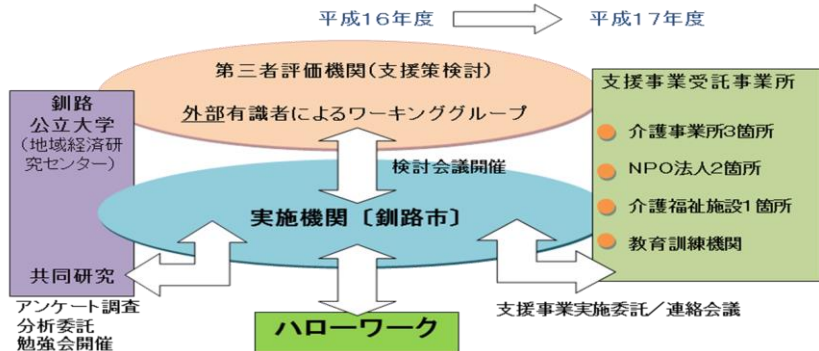 平成16年度
平成17年度
第三者評価機関(支援策検討)
外部有識者によるワーキンググループ
釧路
公立大学
(地域経済研
究センター)
共同研究
アンケート調査
分析委託
勉強会開催
検討会議開催
実施機関〔釧路市〕
ハローワーク
支援事業受託事業所
介護事業所3箇所
NPO法人2箇所
介護福祉施設1箇所
教育訓練機関
支援事業実施委託/連絡会議